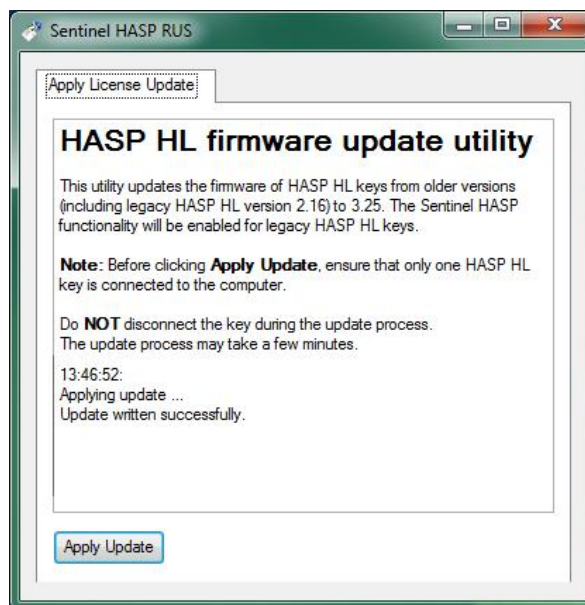 Sentinel HASP RUS
Apply License Update
HASP HL firmware update utility
This utility updates the firmware of HASP HL keys from older versions
(including legacy HASP HL version 2.16) to 3.25. The Sentinel HASP
functionality will be enabled for legacy HASP HL keys.
Note: Before clicking Apply Update, ensure that only one HASP HL
key is connected to the computer.
Do NOT disconnect the key during the update process.
The update process may take a few minutes.
13:46:52:
Applying update ...
Update written successfully.
Apply Update